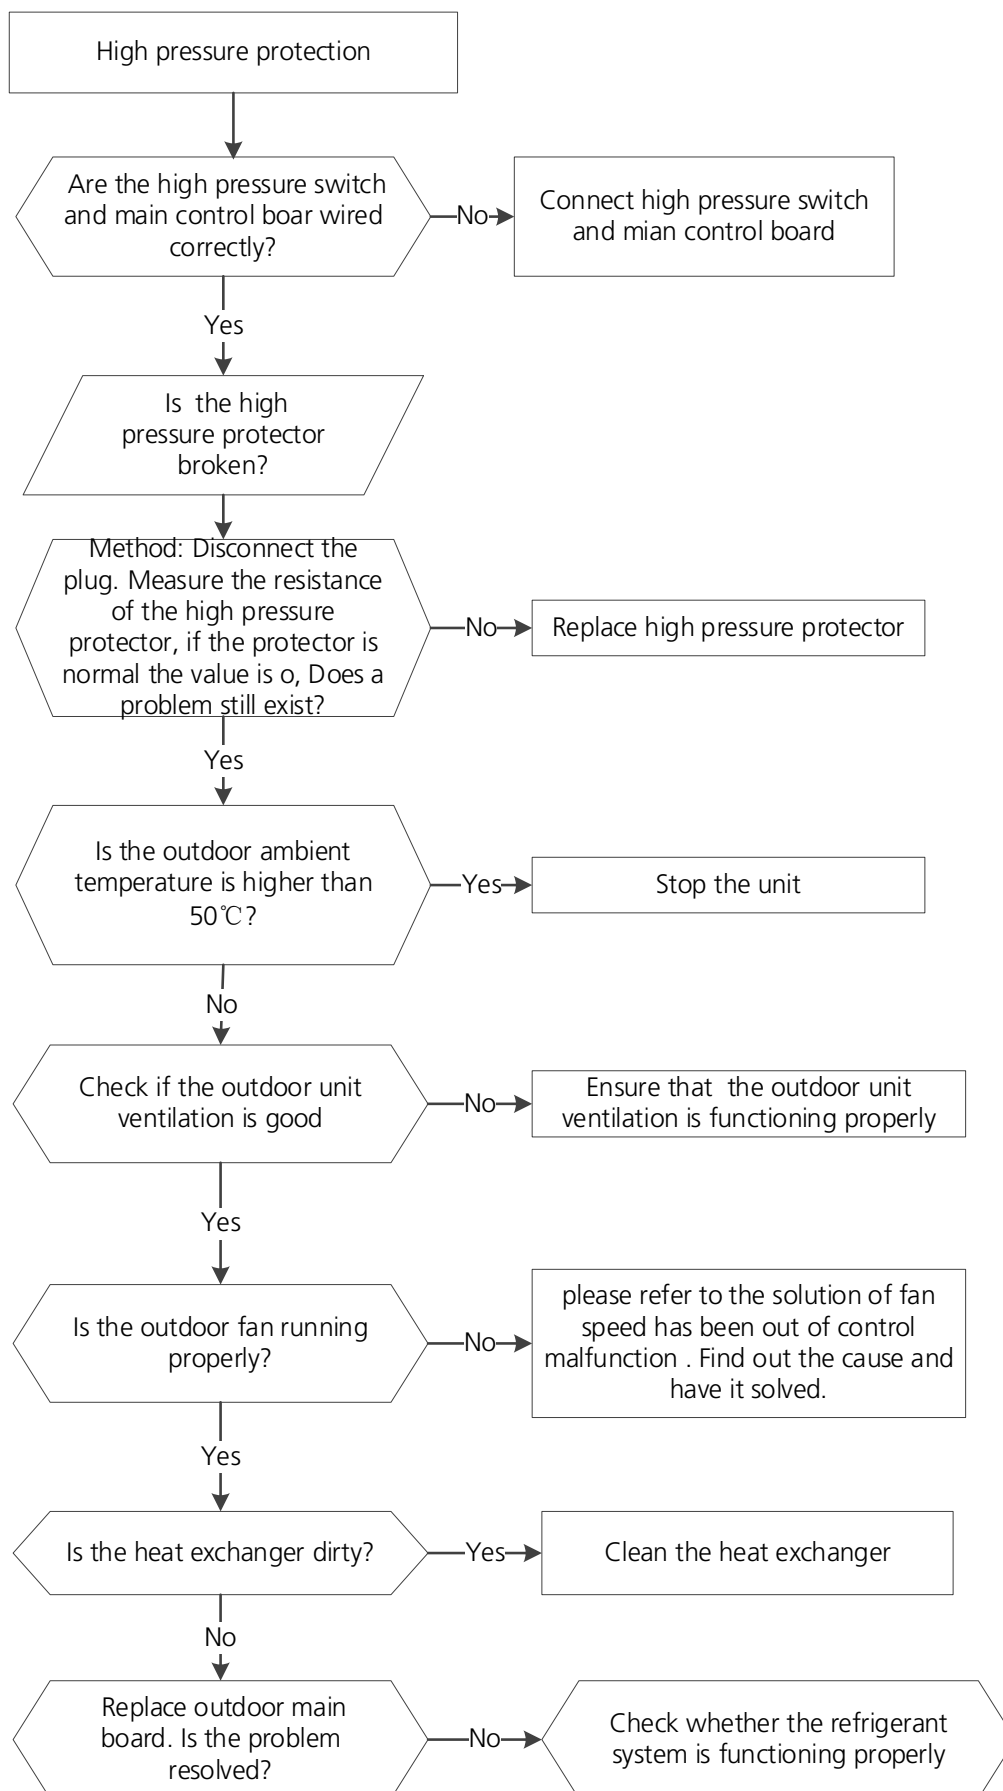 High pressure protection
Are the high pressure switch
and main control boar wired
correctly?
No
Connect high pressure switch
and mian control board
Yes
Is the high
pressure protector
broken?
Method: Disconnect the
plug. Measure the resistance
of the high pressure
protector, if the protector is
normal the value is o, Does a
problem still exist?
No
Replace high pressure protector
Yes
Is the outdoor ambient
temperature is higher than
50℃?
Yes
Stop the unit
No
Check if the outdoor unit
ventilation is good
No
Ensure that the outdoor unit
ventilation is functioning properly
Yes
Is the outdoor fan running
properly?
No
please refer to the solution of fan
speed has been out of control
malfunction . Find out the cause and
have it solved.
Yes
Is the heat exchanger dirty?
Yes
Clean the heat exchanger
No
Replace outdoor main
board. Is the problem
resolved?
No
Check whether the refrigerant
system is functioning properly